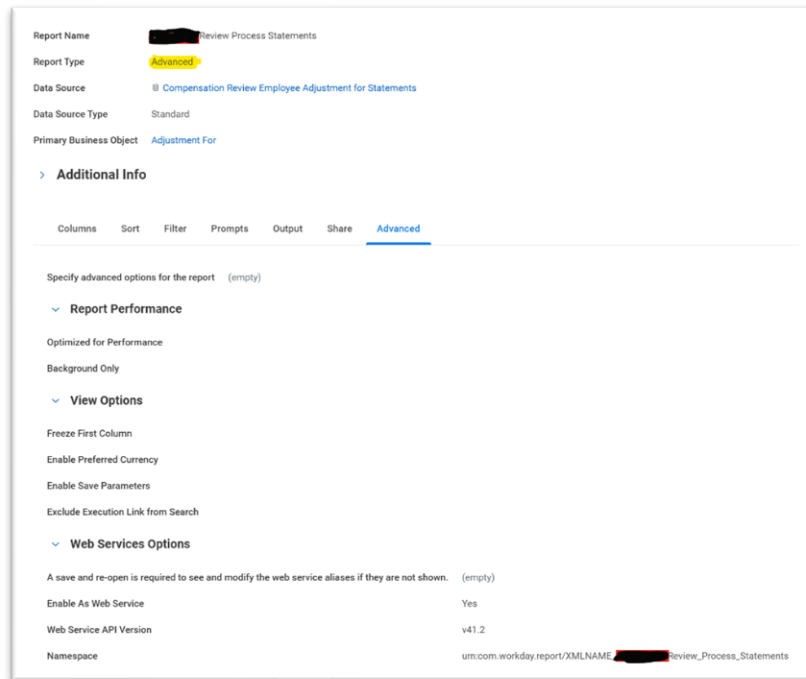 Report Name Review Process Statements
Report Type Advanced
Data Source Compensation Review Employee Adjustment for Statements
Data Source Type Standard
Primary Business Object Adjustment For
Additional Info
Columns Sort Filter Prompts Output Share Advanced
Specify advanced options for the report (empty)
Report Performance
Optimized for Performance
Background Only
View Options
Freeze First Column
Enable Preferred Currency
Enable Save Parameters
Exclude Execution Link from Search
Web Services Options
A save and re-open is required to see and modify the web service aliases if they are not shown. (empty)
Enable As Web Service Yes
Web Service API Version v41.2
Namespace urn:com.workday.report/XMLNAME_ Review_Process_Statements